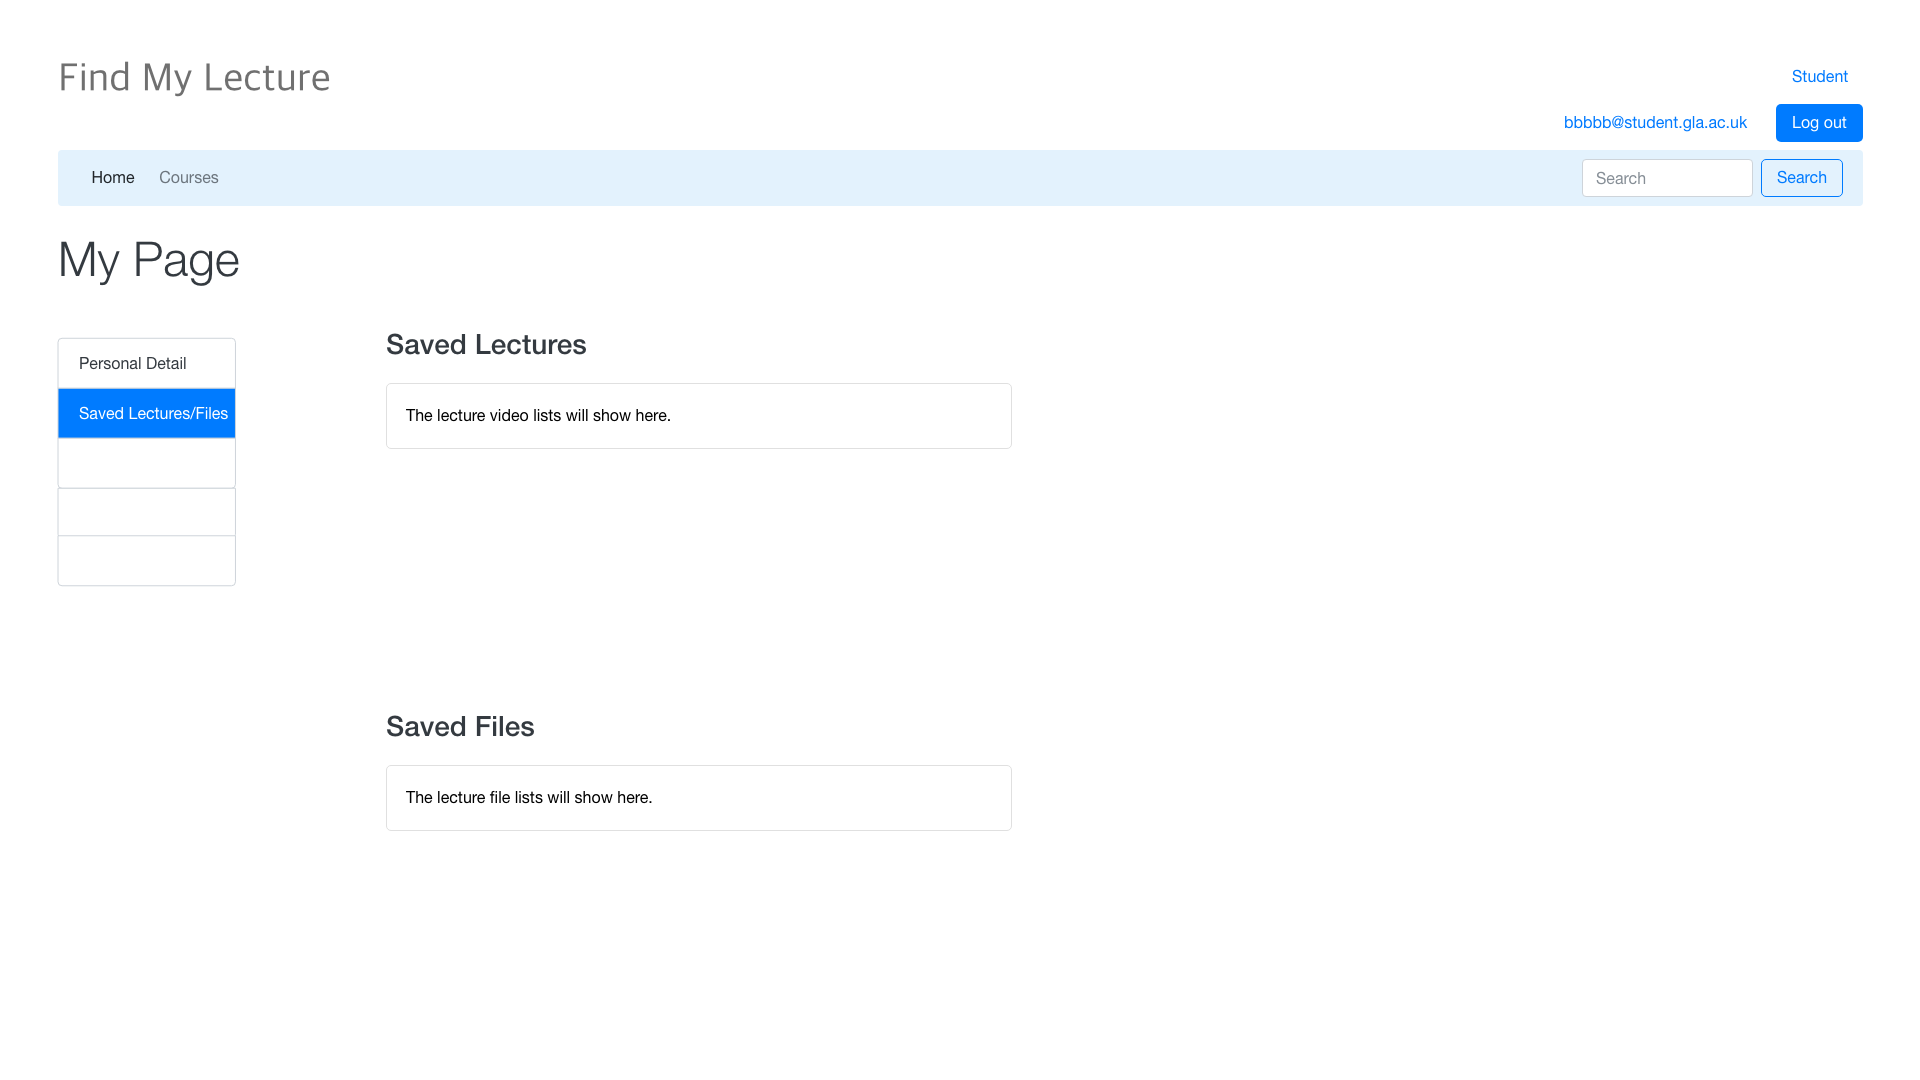 Find My Lecture
Student
bbbbb@student.gla.ac.uk
Log out
Home
Courses
Search
Search
My Page
Personal Detail
Saved Lectures/Files
Saved Lectures
The lecture video lists will show here.
Saved Files
The lecture file lists will show here.